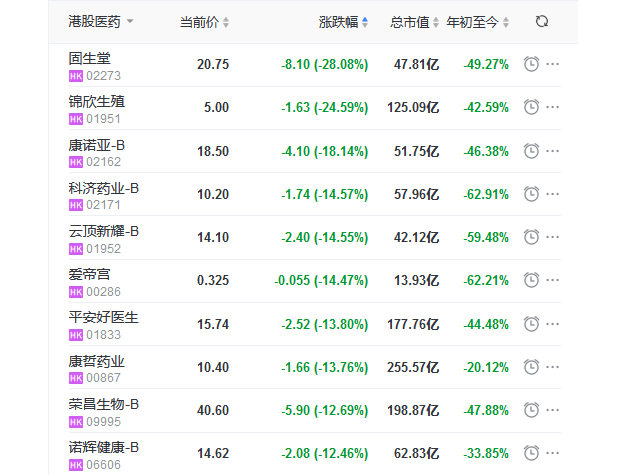 港股医药 当前价 涨跌幅 总市值 年初至今
固生堂 20.75 -8.10 (-28.08%) 47.81亿 -49.27%
HK 02273
锦欣生殖 5.00 -1.63 (-24.59%) 125.09亿 -42.59%
HK 01951
康诺亚-B 18.50 -4.10 (-18.14%) 51.75亿 -46.38%
HK 02162
科济药业-B 10.20 -1.74 (-14.57%) 57.96亿 -62.91%
HK 02171
云顶新耀-B 14.10 -2.40 (-14.55%) 42.12亿 -59.48%
HK 01952
爱帝宫 0.325 -0.055 (-14.47%) 13.93亿 -62.21%
HK 00286
平安好医生 15.74 -2.52 (-13.80%) 177.76亿 -44.48%
HK 01833
康哲药业 10.40 -1.66 (-13.76%) 255.57亿 -20.12%
HK 00867
荣昌生物-B 40.60 -5.90 (-12.69%) 198.87亿 -47.88%
HK 09995
诺辉健康-B 14.62 -2.08 (-12.46%) 62.83亿 -33.85%
HK 06606